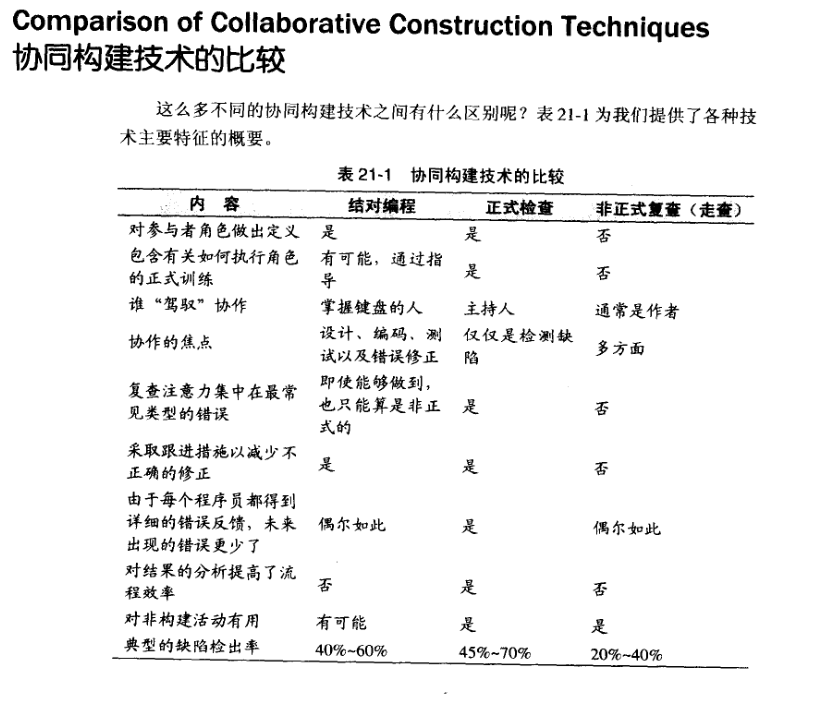 Comparison of Collaborative Construction Techniques
协同构建技术的比较
这么多不同的协同构建技术之间有什么区别呢？表 21-1 为我们提供了各种技
术主要特征的概要。
表 21-1 协同构建技术的比较
内 容 结对编程 正式检查 非正式复查（走查）
对参与者角色做出定义 是 是 否
包含有关如何执行角色 有可能，通过指
的正式训练 导 是 否
谁“驾驭”协作 掌握键盘的人 主持人 通常是作者
协作的焦点 设计、编码、测 仅仅是检测缺
试以及错误修正 陷 多方面
复查注意力集中在最常 即使能够做到，
见类型的错误 也只能算是非正 是 否
式的
采取跟进措施以减少不
正确的修正 是 是 否
由于每个程序员都得到
详细的错误反馈，未来 偶尔如此 是 偶尔如此
出现的错误更少了
对结果的分析提高了流
程效率 否 是 否
对非构建活动有用 有可能 是 是
典型的缺陷检出率 40%~60% 45%~70% 20%~40%